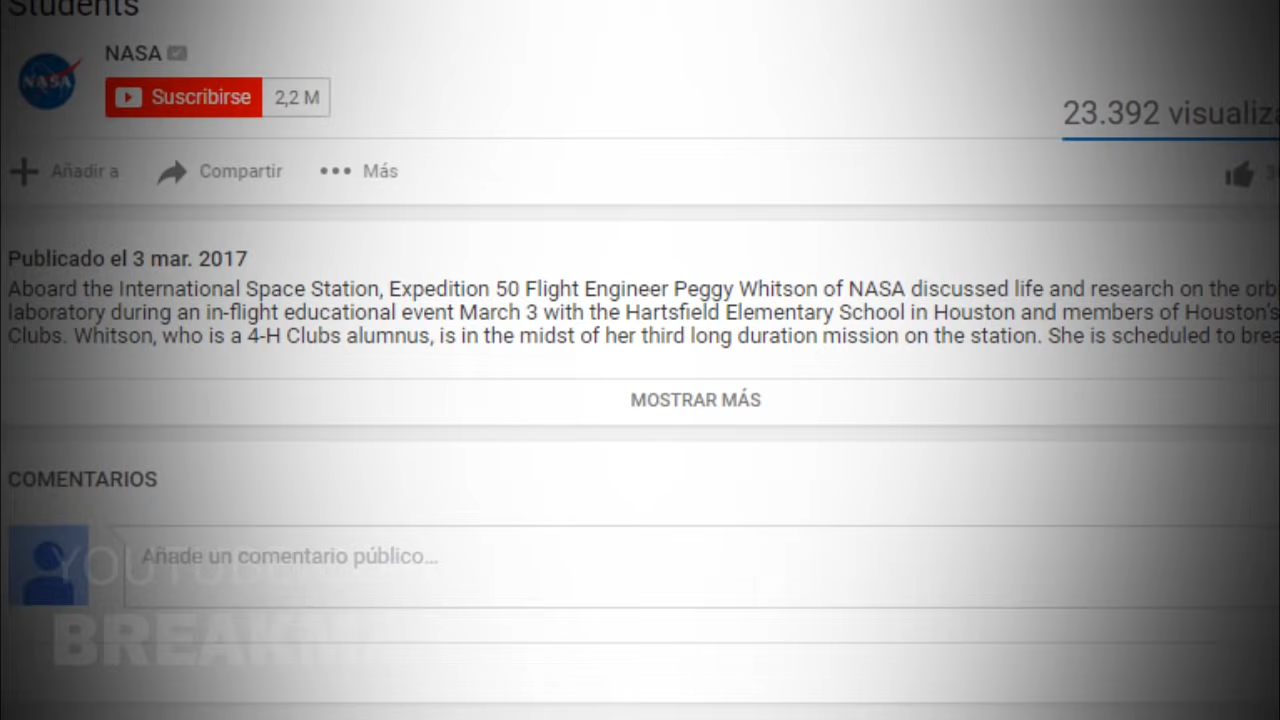 Students
NASA
NASA
Suscribirse 2,2 M
23.392 visualiz
Añadir a Compartir Más
Publicado el 3 mar. 2017
Aboard the International Space Station, Expedition 50 Flight Engineer Peggy Whitson of NASA discussed life and research on the orb
laboratory during an in-flight educational event March 3 with the Hartsfield Elementary School in Houston and members of Houston's
Clubs. Whitson, who is a 4-H Clubs alumnus, is in the midst of her third long duration mission on the station. She is scheduled to brea
MOSTRAR MÁS
COMENTARIOS
Añade un comentario público...
YOUTUBE
BREAK